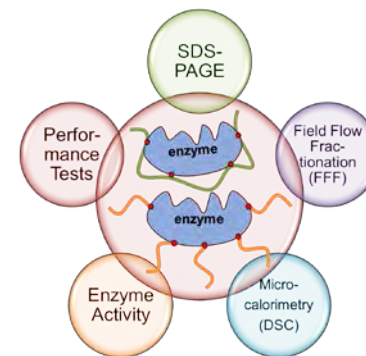 SDS-
PAGE
Perfor-
mance
Tests
enzyme
Field Flow
Frac-
tionation
(FFF)
enzyme
Enzyme
Activity
Micro-
calorimetry
(DSC)